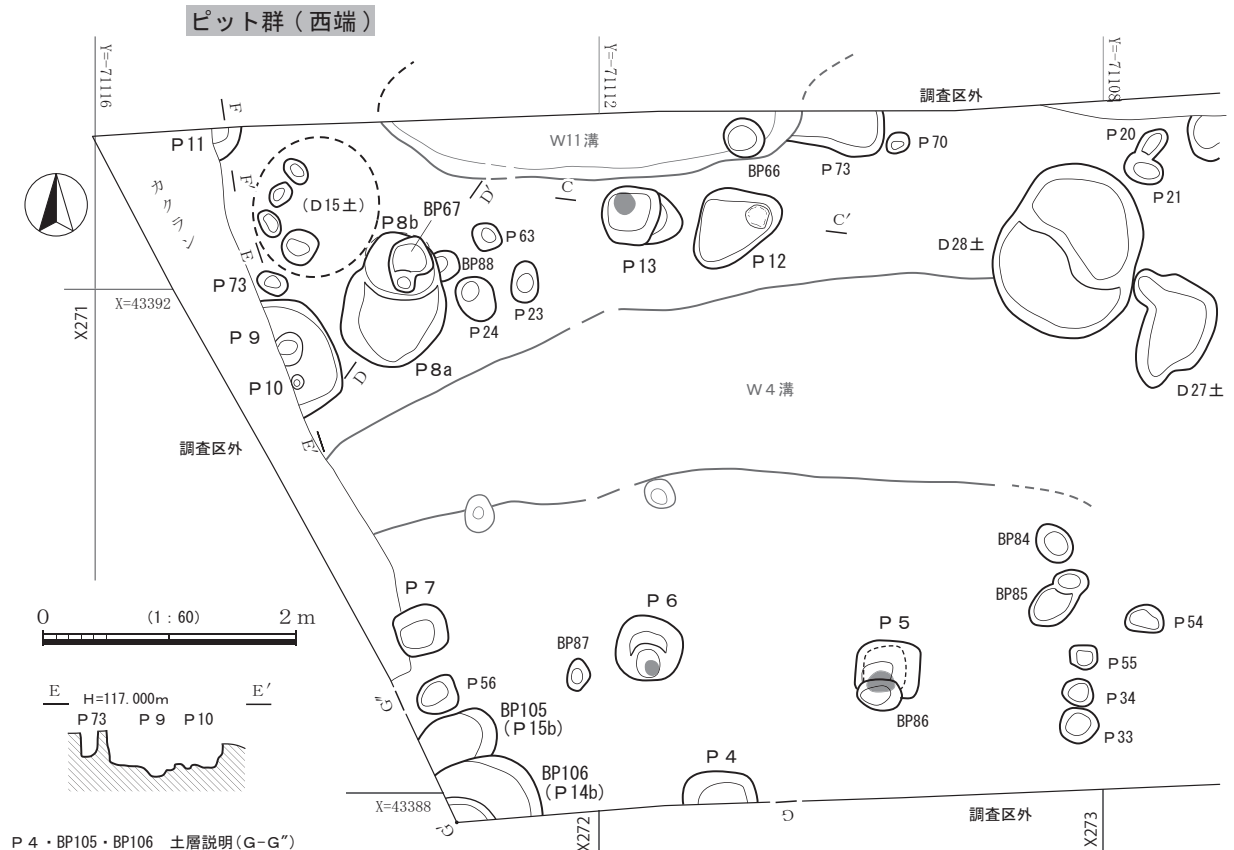 ピット群（西端）
Y=-71116
Y=-71112
Y=-71108
調査区外
F
P11
カクラン
F′
(D15土)
W11溝
D′
C
BP66
P73
P70
P20
P21
BP67
P8b
P63
BP88
C′
P13
P12
D28土
E
P73
X=43392
X271
P24
P23
P9
P8a
D
P10
D27土
W4溝
調査区外
E′
BP84
P7
P6
BP85
0 (1：60) 2m
P5
P54
BP87
P55
E H=117.000m E′
P56
P34
G″
P73 P9 P10
BP105
(P15b)
BP86
P33
P4
BP106
(P14b)
X=43388
G
調査区外
G′
X272
X273
P4・BP105・BP106 土層説明(G-G″)